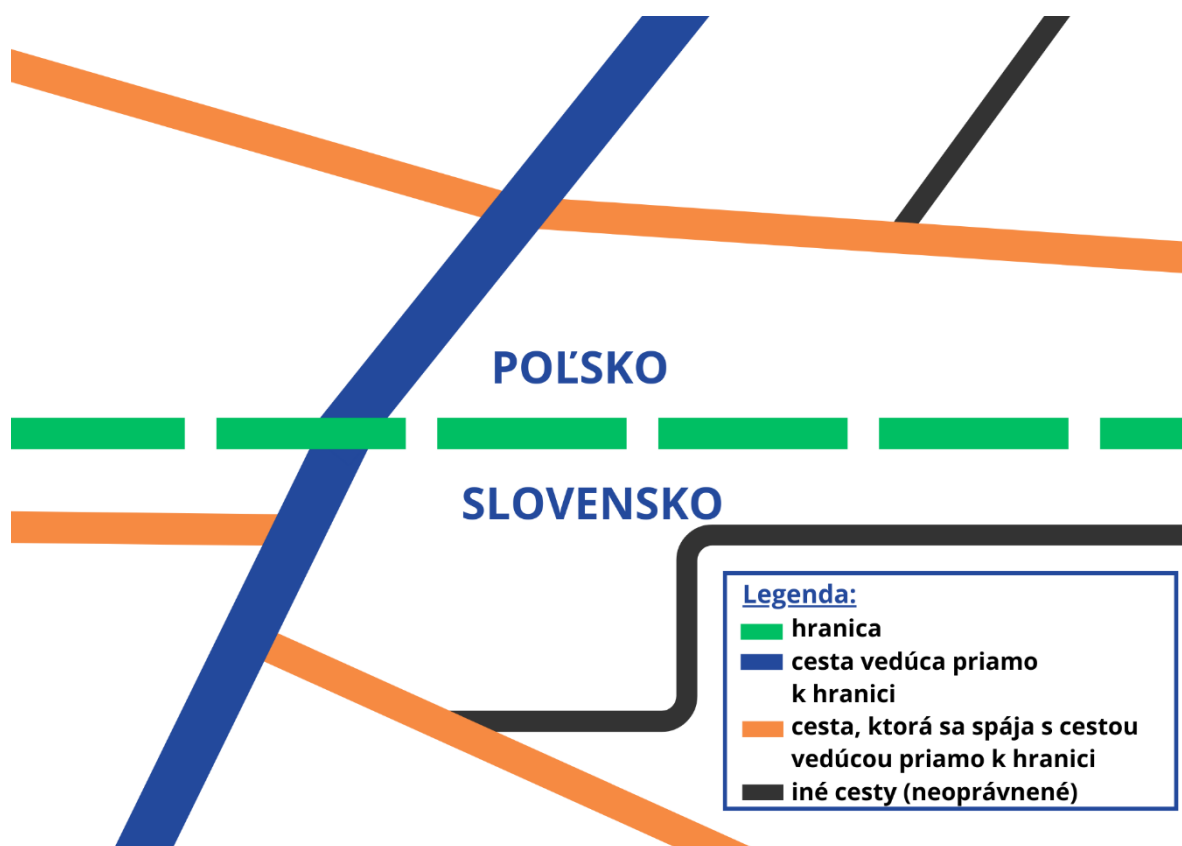 POĽSKO
SLOVENSKO
Legenda:
hranica
cesta vedúca priamo
k hranici
cesta, ktorá sa spája s cestou
vedúcou priamo k hranici
iné cesty (neoprávnené)